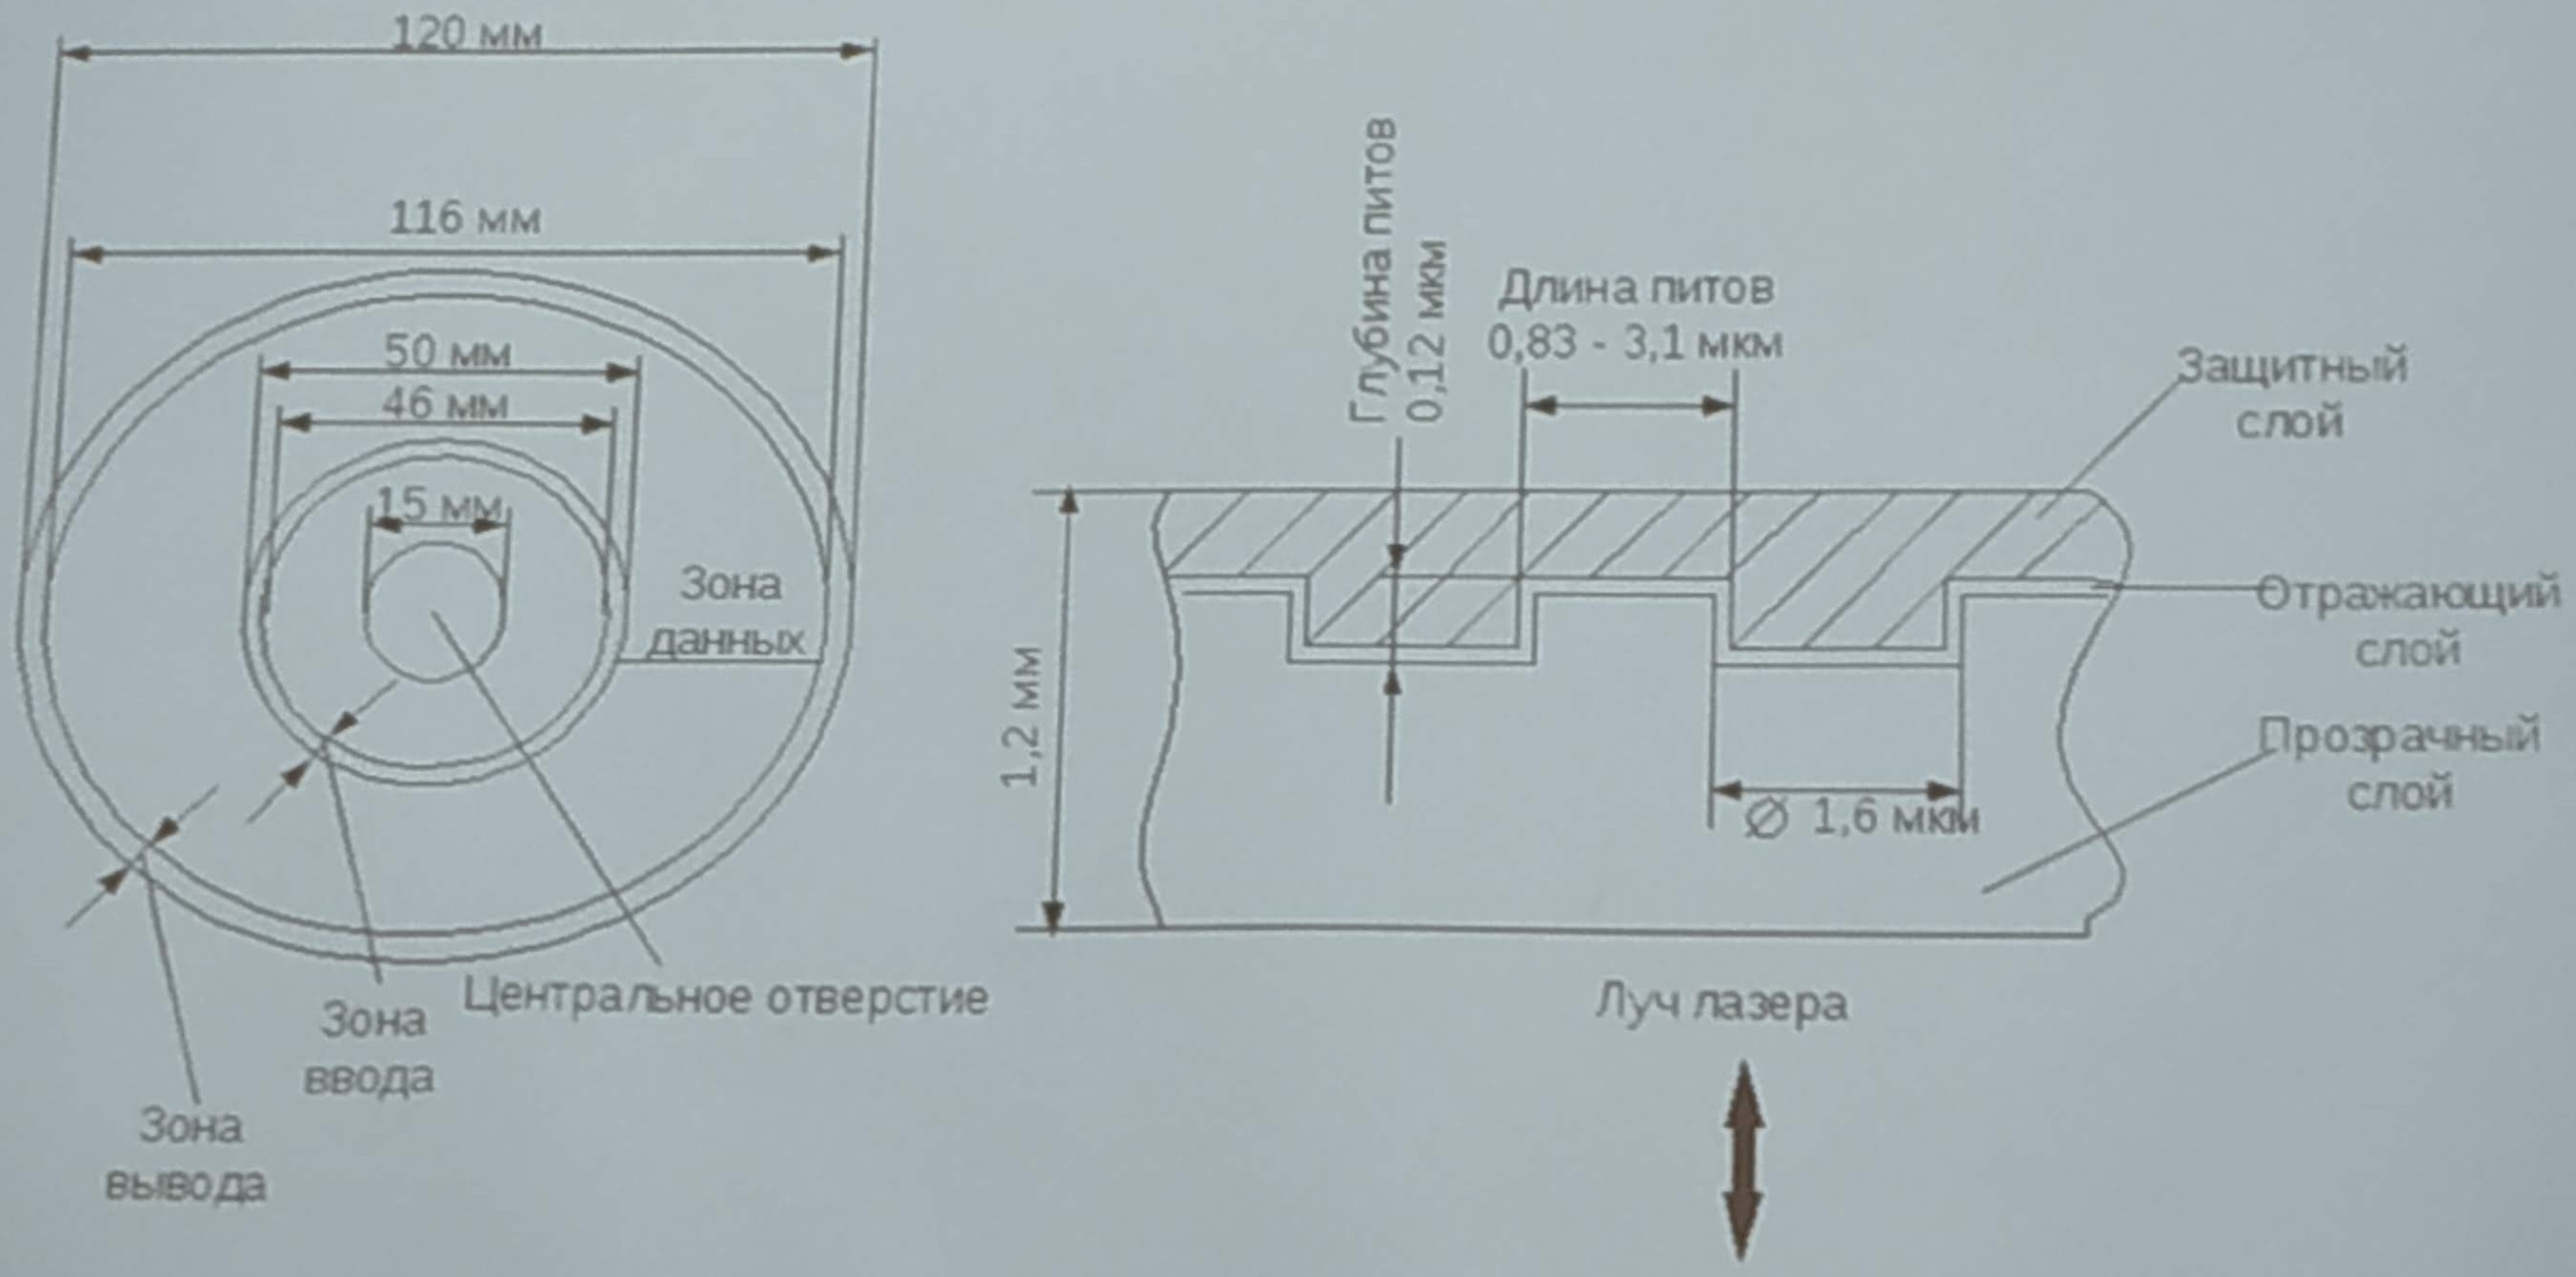 120 мм
116 мм
50 мм
46 мм
15 мм
Зона
данных
Центральное отверстие
Зона
ввода
Зона
вывода
Глубина питов
0,12 мкм
Длина питов
0,83 - 3,1 мкм
Защитный
слой
Отражающий
слой
Прозрачный
слой
1,2 мм
Ø 1,6 мкм
Луч лазера